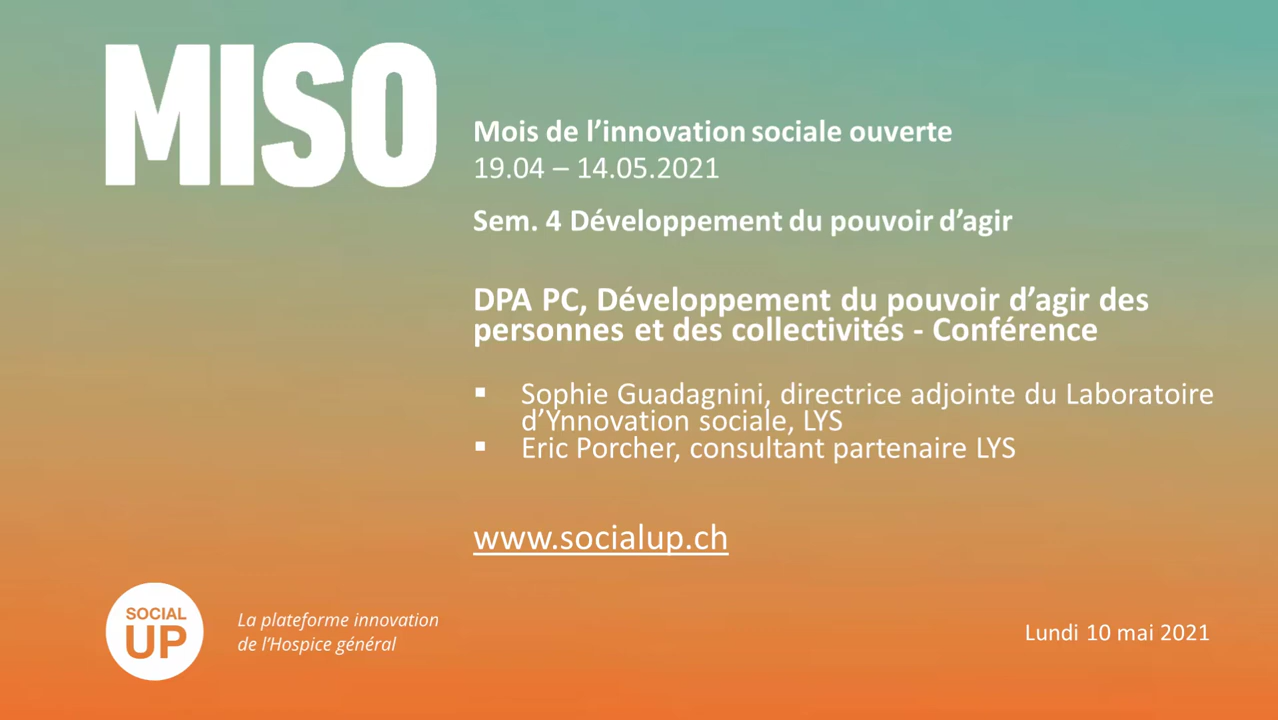 MISO
Mois de l’innovation sociale ouverte
19.04 – 14.05.2021
Sem. 4 Développement du pouvoir d’agir
DPA PC, Développement du pouvoir d’agir des
personnes et des collectivités - Conférence
▪ Sophie Guadagnini, directrice adjointe du Laboratoire
d’Ynnovation sociale, LYS
▪ Eric Porcher, consultant partenaire LYS
www.socialup.ch
SOCIAL
UP
La plateforme innovation
de l’Hospice général
Lundi 10 mai 2021